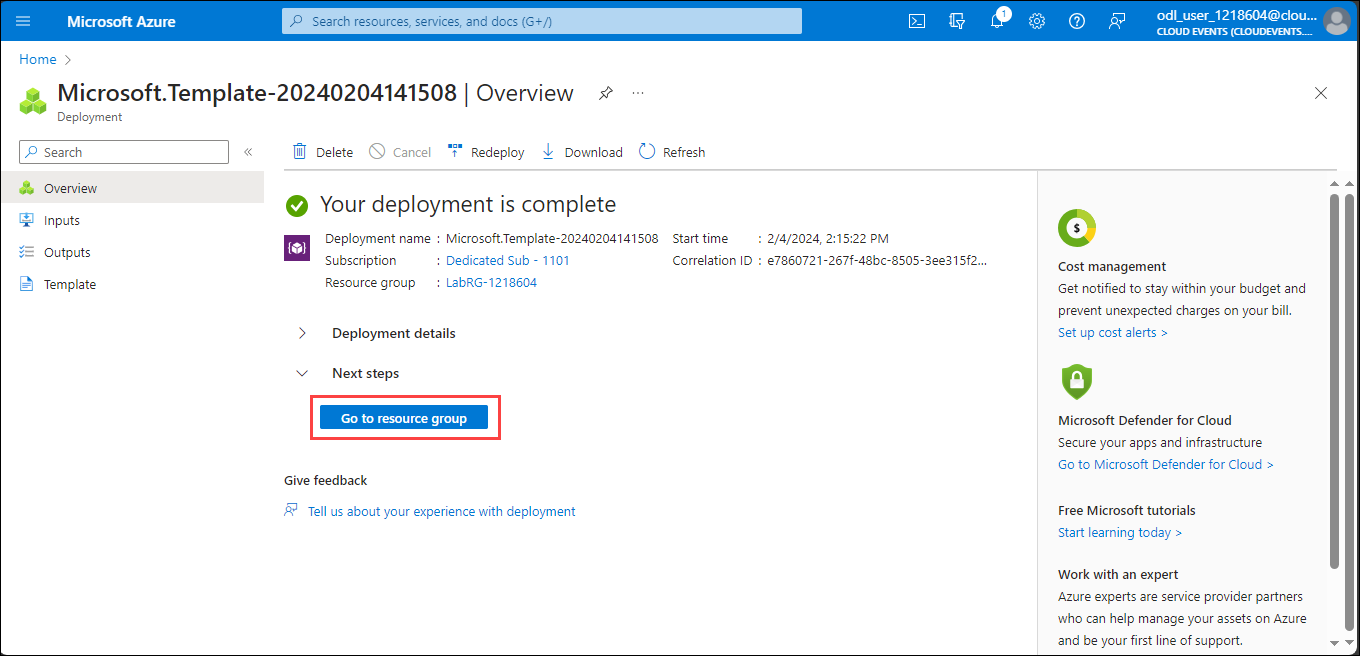 Microsoft Azure
Search resources, services, and docs (G+/)
1
odl_user_1218604@clou...
CLOUD EVENTS (CLOUDEVENTS....
Home
Microsoft.Template-20240204141508 | Overview
...
Deployment
Search
«
Delete
Cancel
Redeploy
Download
Refresh
Overview
Inputs
Outputs
Template
Your deployment is complete
Deployment name : Microsoft.Template-20240204141508
Subscription : Dedicated Sub - 1101
Resource group : LabRG-1218604
Start time : 2/4/2024, 2:15:22 PM
Correlation ID : e7860721-267f-48bc-8505-3ee315f2...
Deployment details
Next steps
Go to resource group
Give feedback
Tell us about your experience with deployment
$
Cost management
Get notified to stay within your budget and
prevent unexpected charges on your bill.
Set up cost alerts >
Microsoft Defender for Cloud
Secure your apps and infrastructure
Go to Microsoft Defender for Cloud >
Free Microsoft tutorials
Start learning today >
Work with an expert
Azure experts are service provider partners
who can help manage your assets on Azure
and be your first line of support.